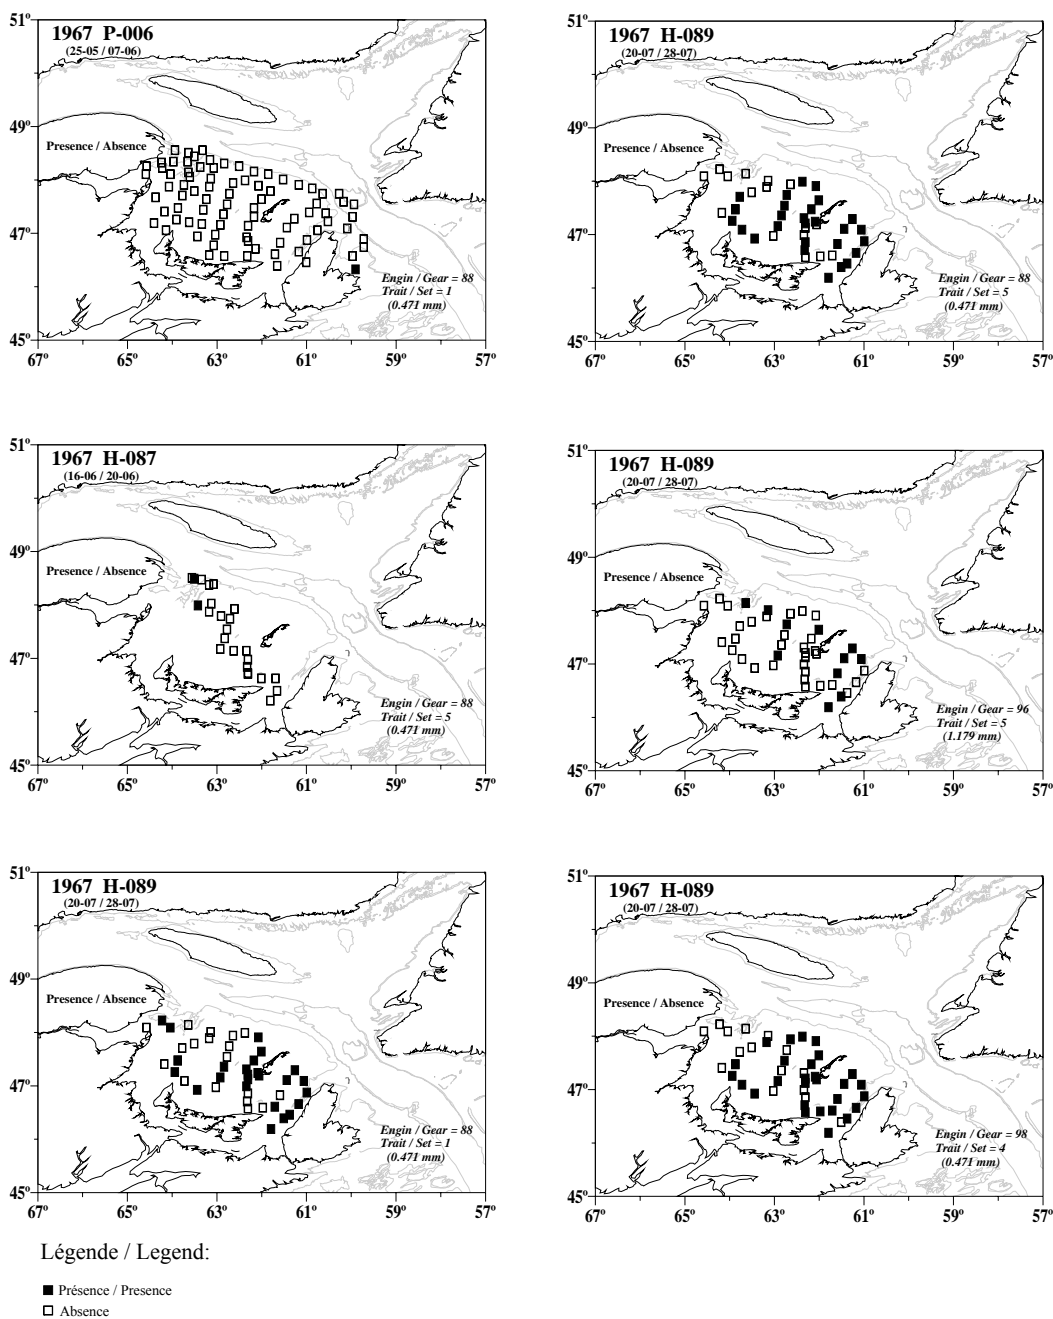 51º
1967 P-006
(25-05 / 07-06)
49º
Presence / Absence
47º
Engin / Gear = 88
Trait / Set = 1
(0.471 mm)
45º
67º 65º 63º 61º 59º 57º
51º
1967 H-089
(20-07 / 28-07)
49º
Presence / Absence
47º
Engin / Gear = 88
Trait / Set = 5
(0.471 mm)
45º
67º 65º 63º 61º 59º 57º
51º
1967 H-087
(16-06 / 20-06)
49º
Presence / Absence
47º
Engin / Gear = 88
Trait / Set = 5
(0.471 mm)
45º
67º 65º 63º 61º 59º 57º
51º
1967 H-089
(20-07 / 28-07)
49º
Presence / Absence
47º
Engin / Gear = 96
Trait / Set = 5
(1.179 mm)
45º
67º 65º 63º 61º 59º 57º
51º
1967 H-089
(20-07 / 28-07)
49º
Presence / Absence
47º
Engin / Gear = 88
Trait / Set = 1
(0.471 mm)
45º
67º 65º 63º 61º 59º 57º
51º
1967 H-089
(20-07 / 28-07)
49º
Presence / Absence
47º
Engin / Gear = 98
Trait / Set = 4
(0.471 mm)
45º
67º 65º 63º 61º 59º 57º
Légende / Legend:
Présence / Presence
Absence